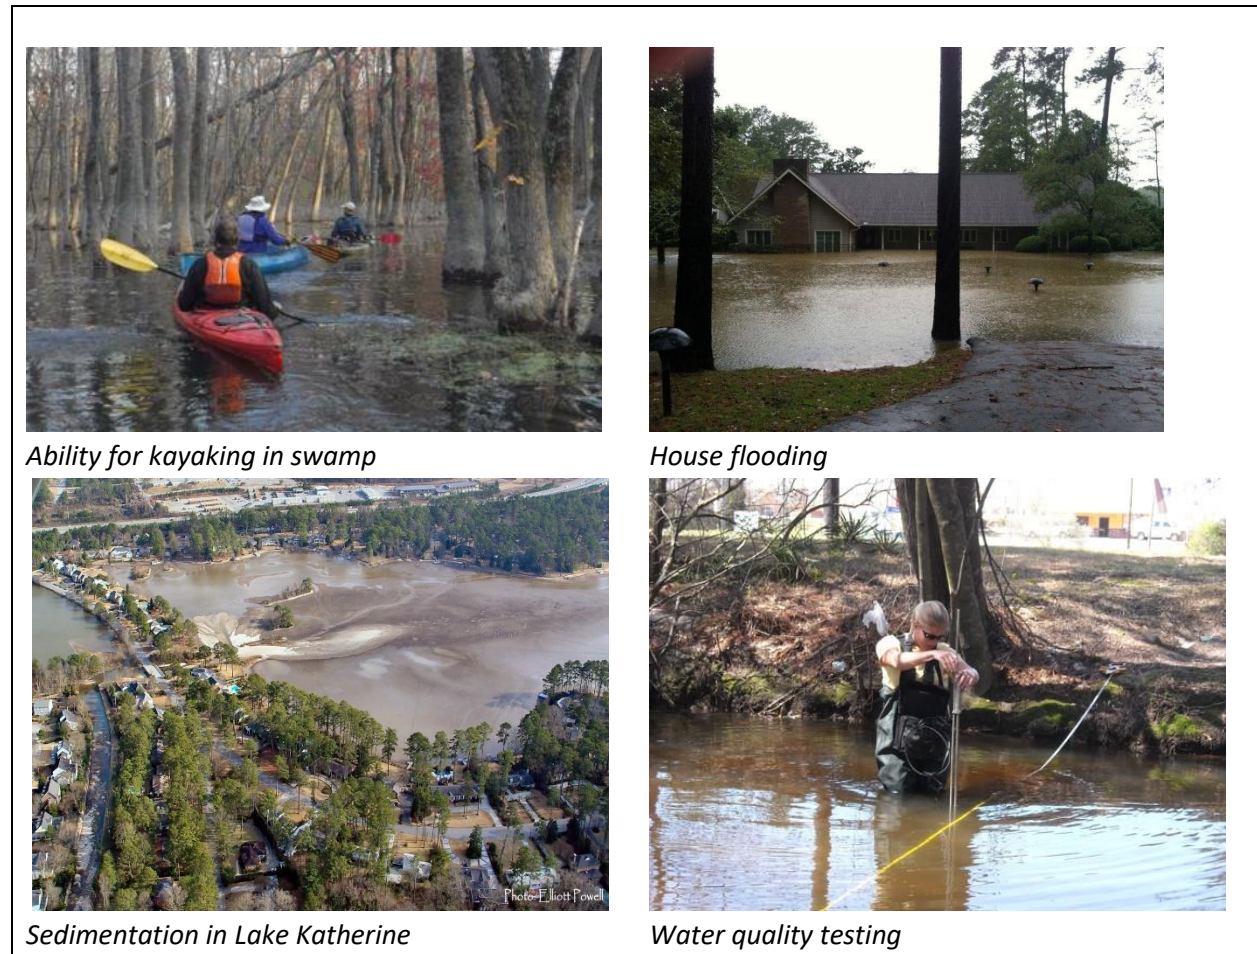 Ability for kayaking in swamp
House flooding
Photo-Elliott Powell
Sedimentation in Lake Katherine
Water quality testing